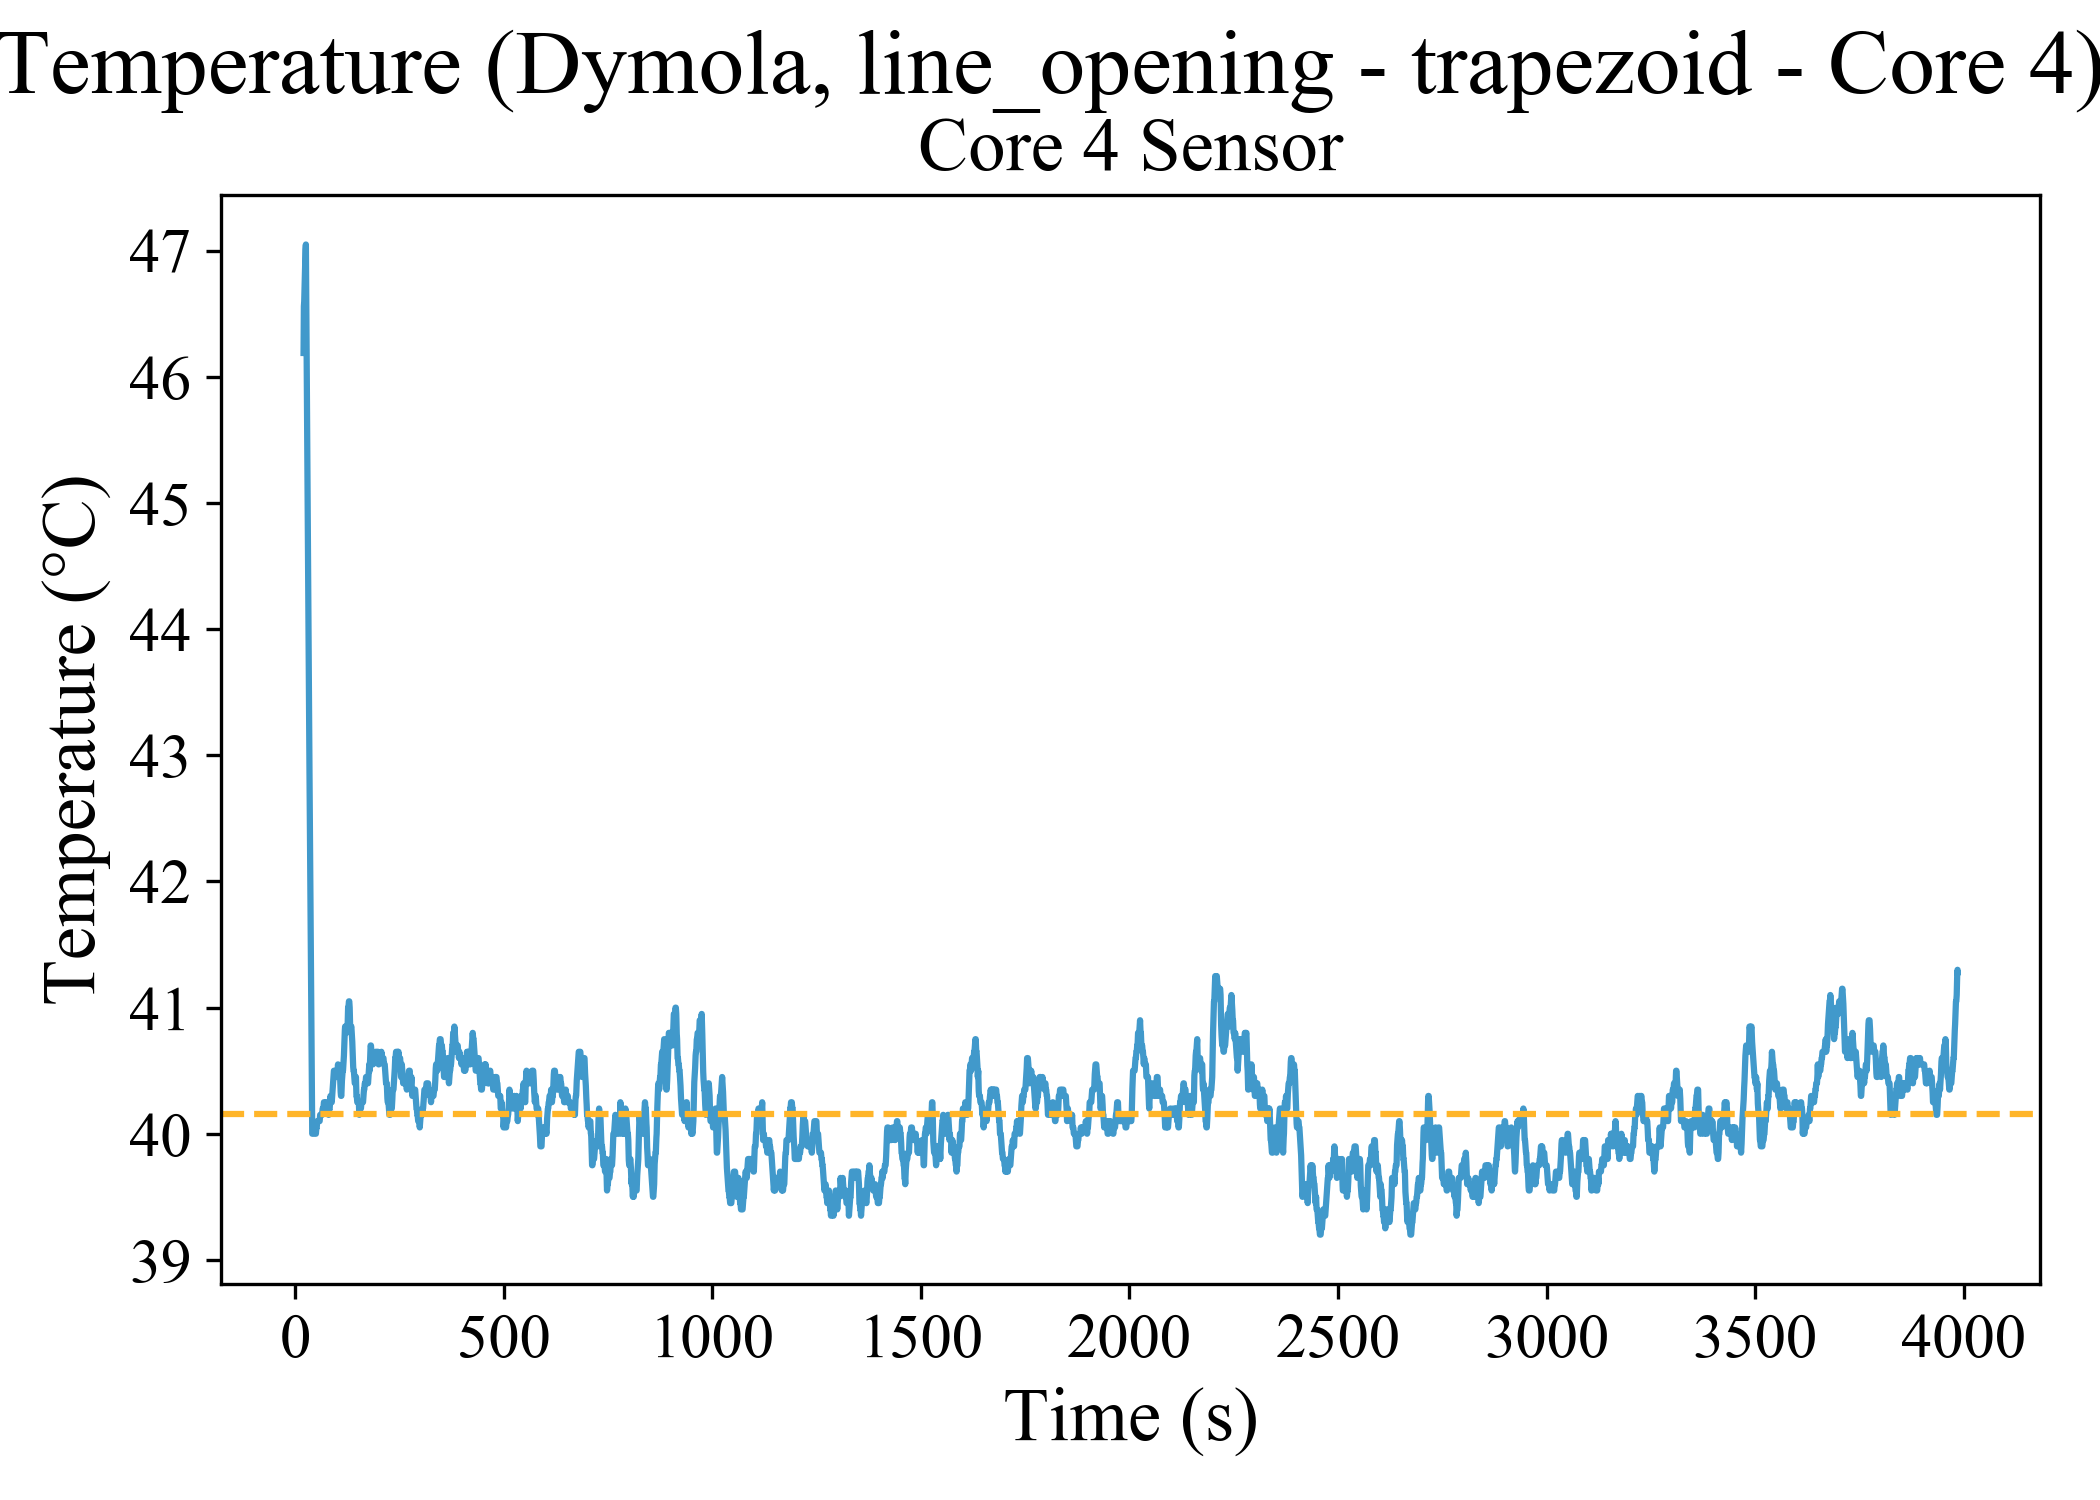 Temperature (Dymola, line_opening - trapezoid - Core 4)
Core 4 Sensor
47
46
45
44
43
42
41
40
39
Temperature (°C)
0 500 1000 1500 2000 2500 3000 3500 4000
Time (s)